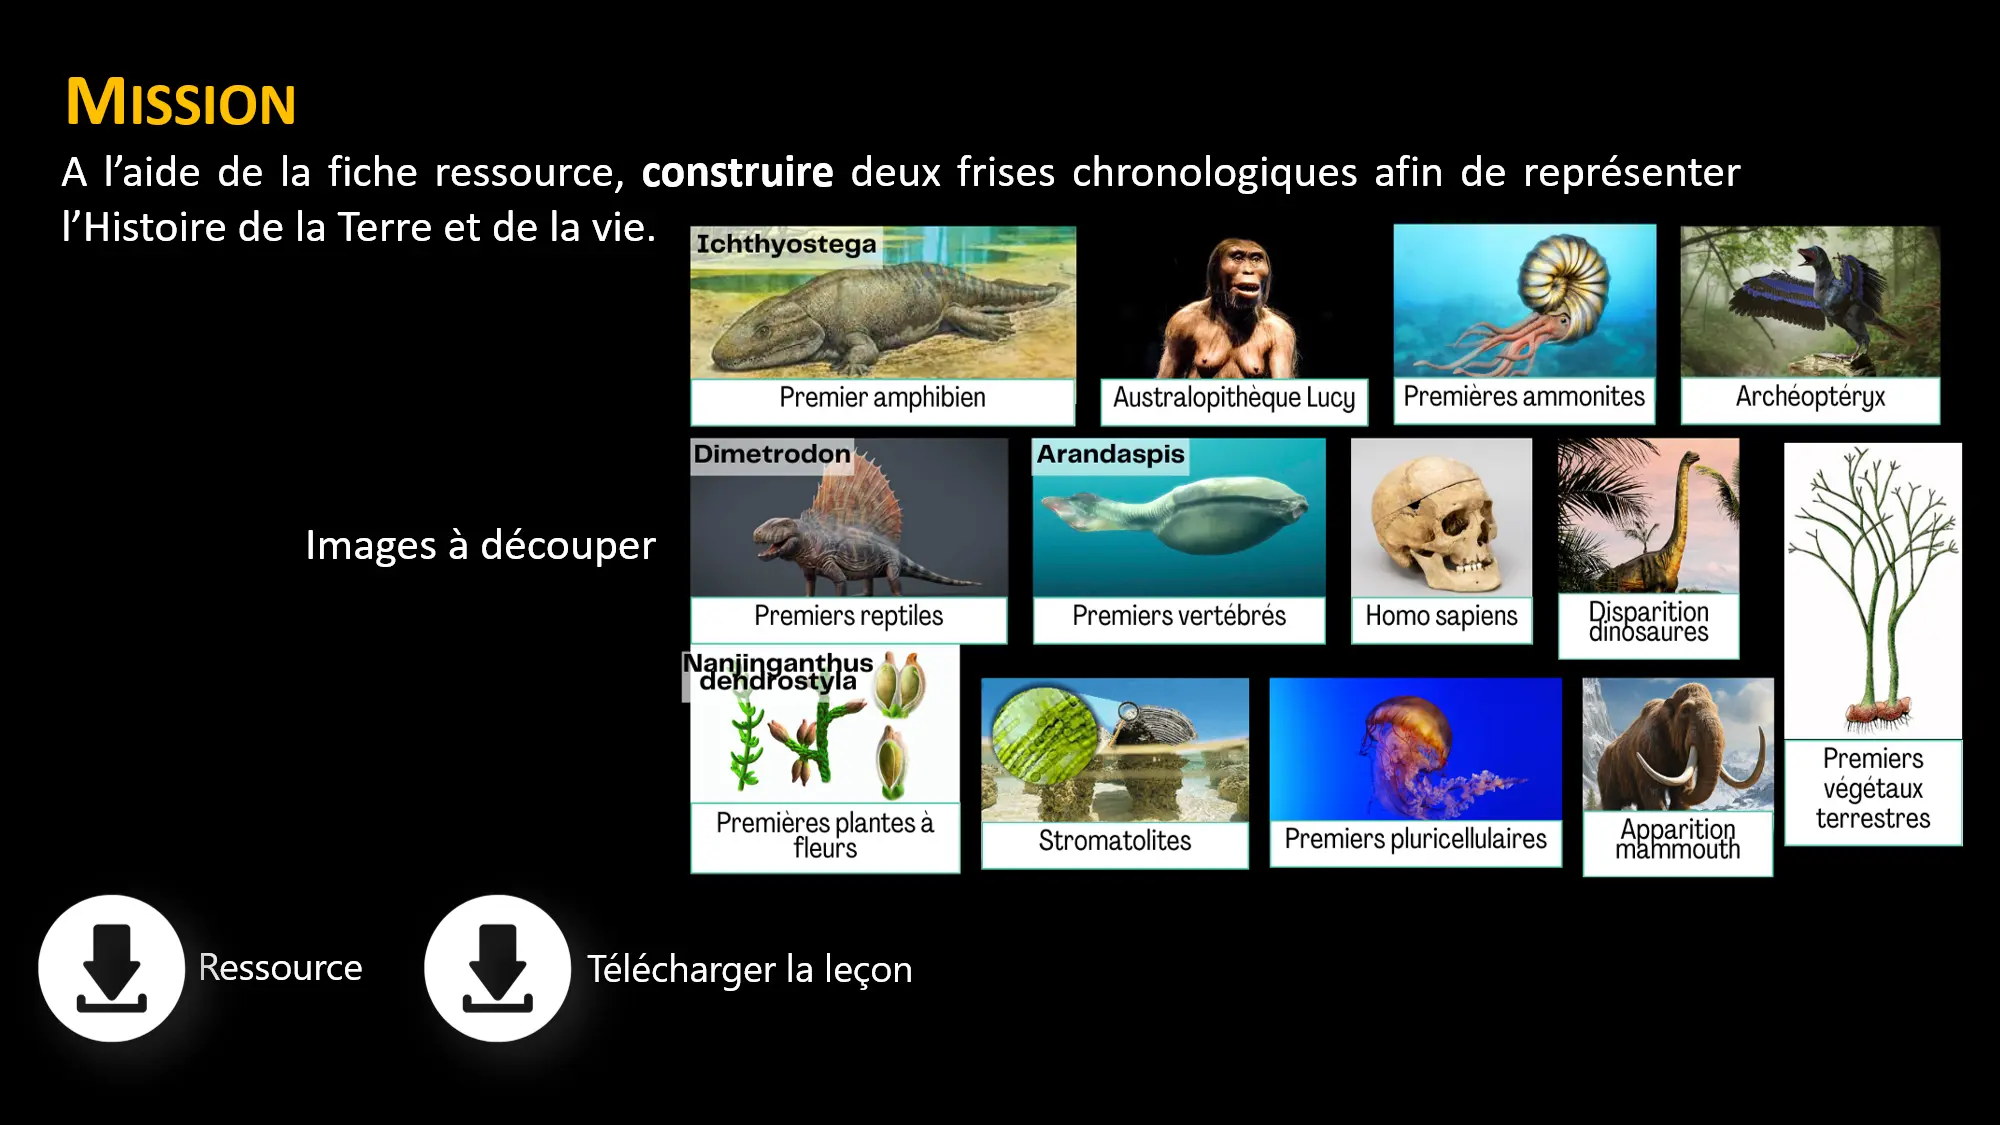 MISSION
A l’aide de la fiche ressource, construire deux frises chronologiques afin de représenter
l’Histoire de la Terre et de la vie.
Ichthyostega
Premier amphibien
Australopithèque Lucy
Premières ammonites
Archéoptéryx
Images à découper
Dimetrodon
Premiers reptiles
Arandaspis
Premiers vertébrés
Homo sapiens
Disparition
dinosaures
Premiers
végétaux
terrestres
Nanjinganthus
dendrostyla
Premières plantes à
fleurs
Stromatolites
Premiers pluricellulaires
Apparition
mammouth
Ressource
Télécharger la leçon